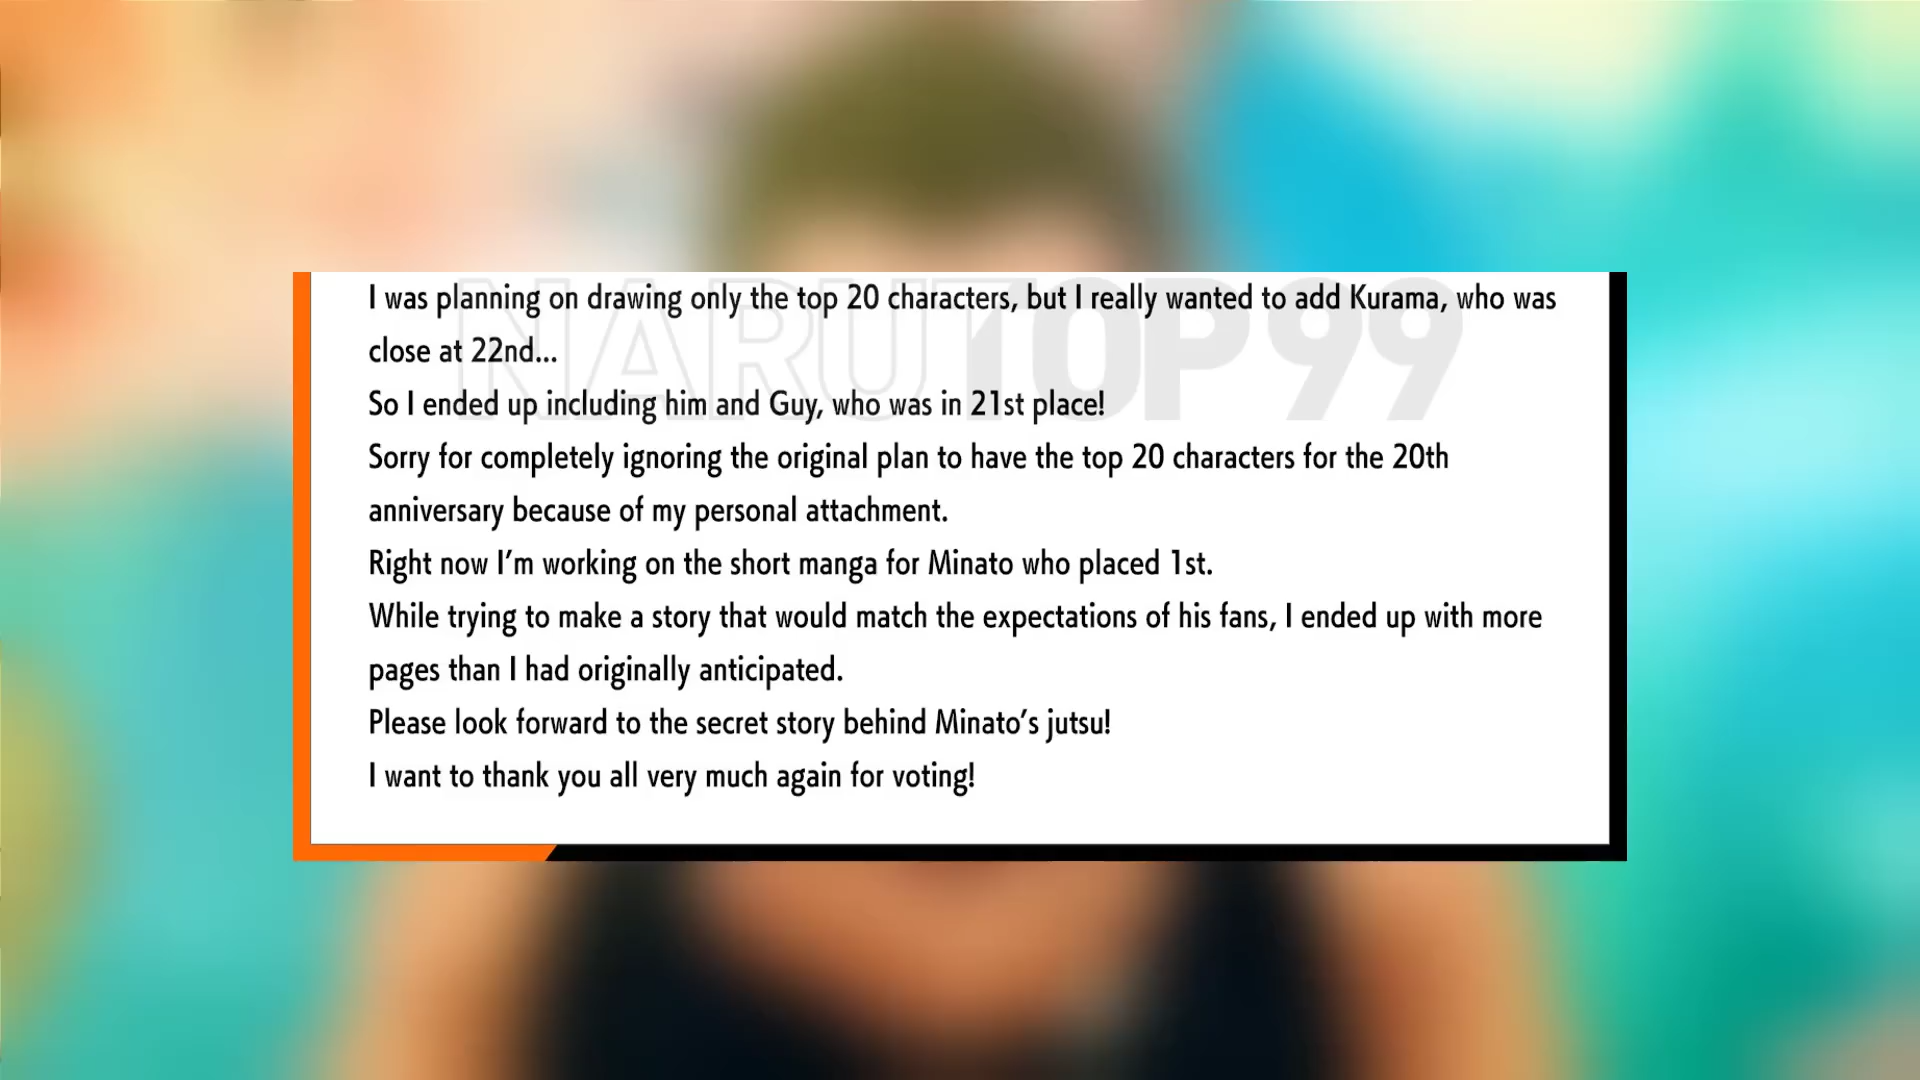 NARUTOP99
I was planning on drawing only the top 20 characters, but I really wanted to add Kurama, who was
close at 22nd...
So I ended up including him and Guy, who was in 21st place!
Sorry for completely ignoring the original plan to have the top 20 characters for the 20th
anniversary because of my personal attachment.
Right now I’m working on the short manga for Minato who placed 1st.
While trying to make a story that would match the expectations of his fans, I ended up with more
pages than I had originally anticipated.
Please look forward to the secret story behind Minato’s jutsu!
I want to thank you all very much again for voting!